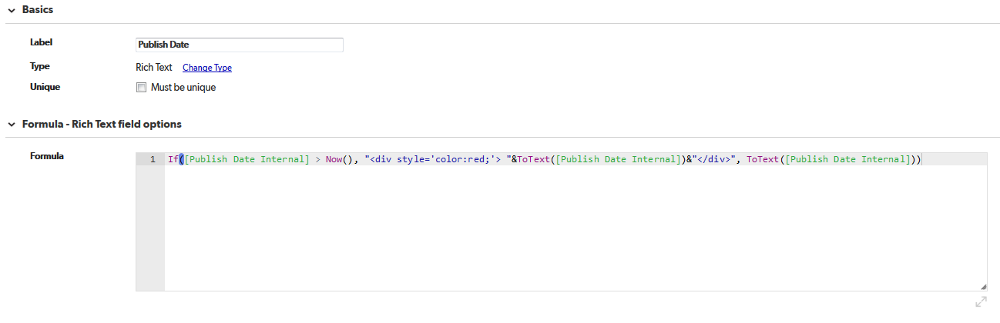 Basics
Label Publish Date
Type Rich Text Change Type
Unique Must be unique
Formula - Rich Text field options
Formula
1 If([Publish Date Internal] > Now(), "<div style='color:red;'> "&ToText([Publish Date Internal])&"</div>", ToText([Publish Date Internal]))